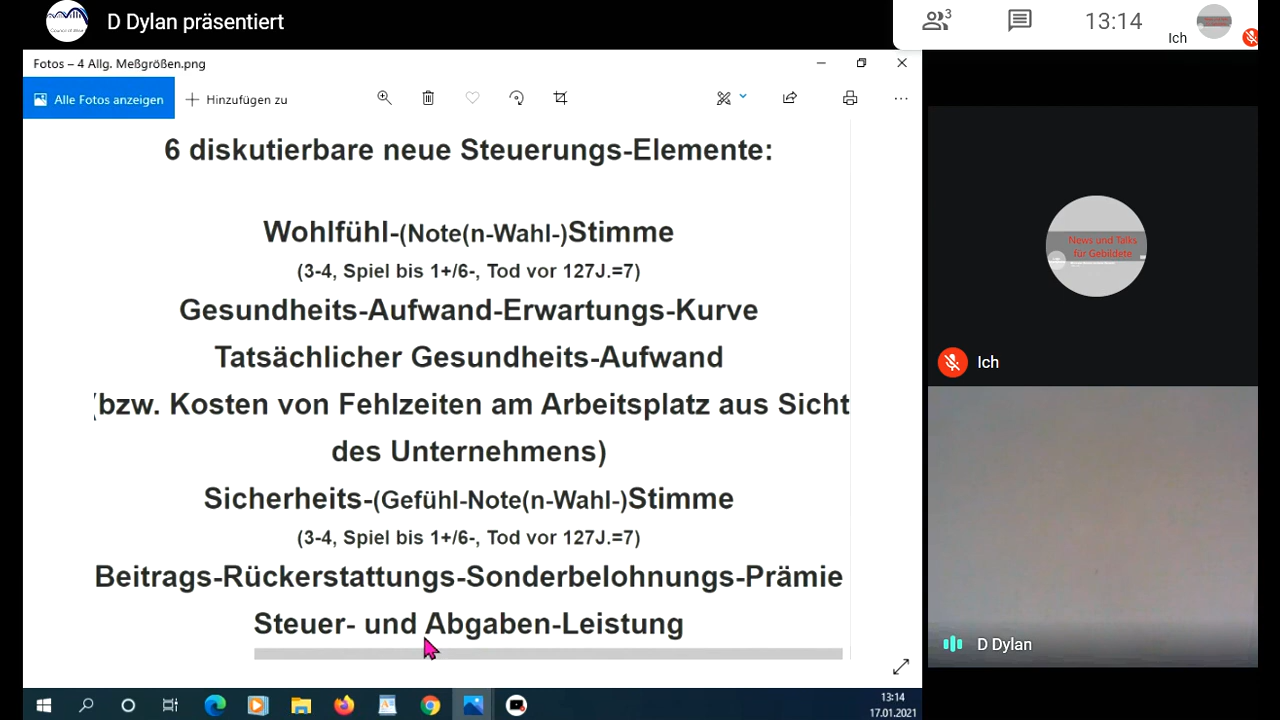 D Dylan präsentiert
3
13:14
Ich
Fotos – 4 Allg. Meßgrößen.png
Alle Fotos anzeigen
Hinzufügen zu
6 diskutierbare neue Steuerungs-Elemente:
Wohlfühl-(Note(n-Wahl-)Stimme
(3-4, Spiel bis 1+/6-, Tod vor 127J.=7)
Gesundheits-Aufwand-Erwartungs-Kurve
Tatsächlicher Gesundheits-Aufwand
(bzw. Kosten von Fehlzeiten am Arbeitsplatz aus Sicht
des Unternehmens)
Sicherheits-(Gefühl-Note(n-Wahl-)Stimme
(3-4, Spiel bis 1+/6-, Tod vor 127J.=7)
Beitrags-Rückerstattungs-Sonderbelohnungs-Prämie
Steuer- und Abgaben-Leistung
News und Talks
für Gebildete
Ich
D Dylan
13:14
17.01.2021